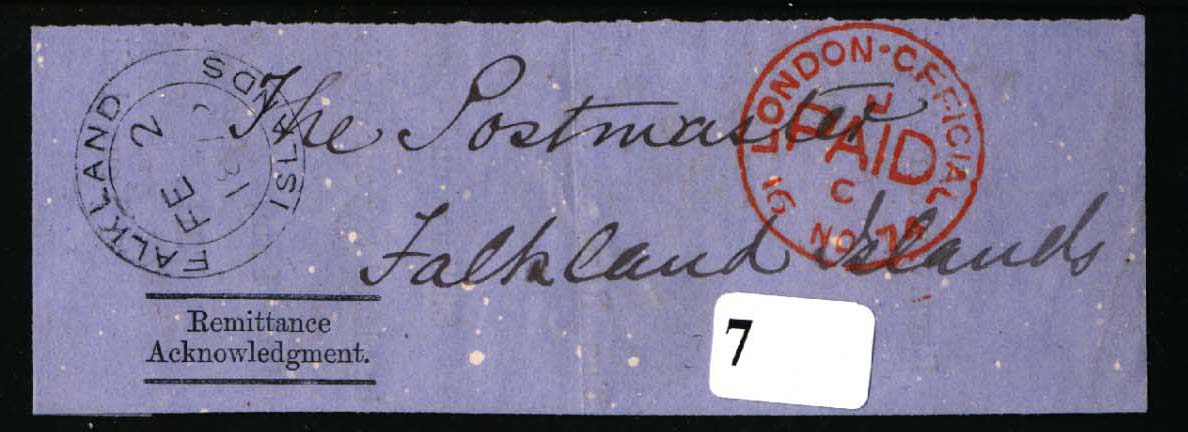 The Postmaster
Falkland Islands
FALKLAND ISLANDS
FE 2
LONDON·OFFICIAL
PAID
C
Remittance
Acknowledgment.
7